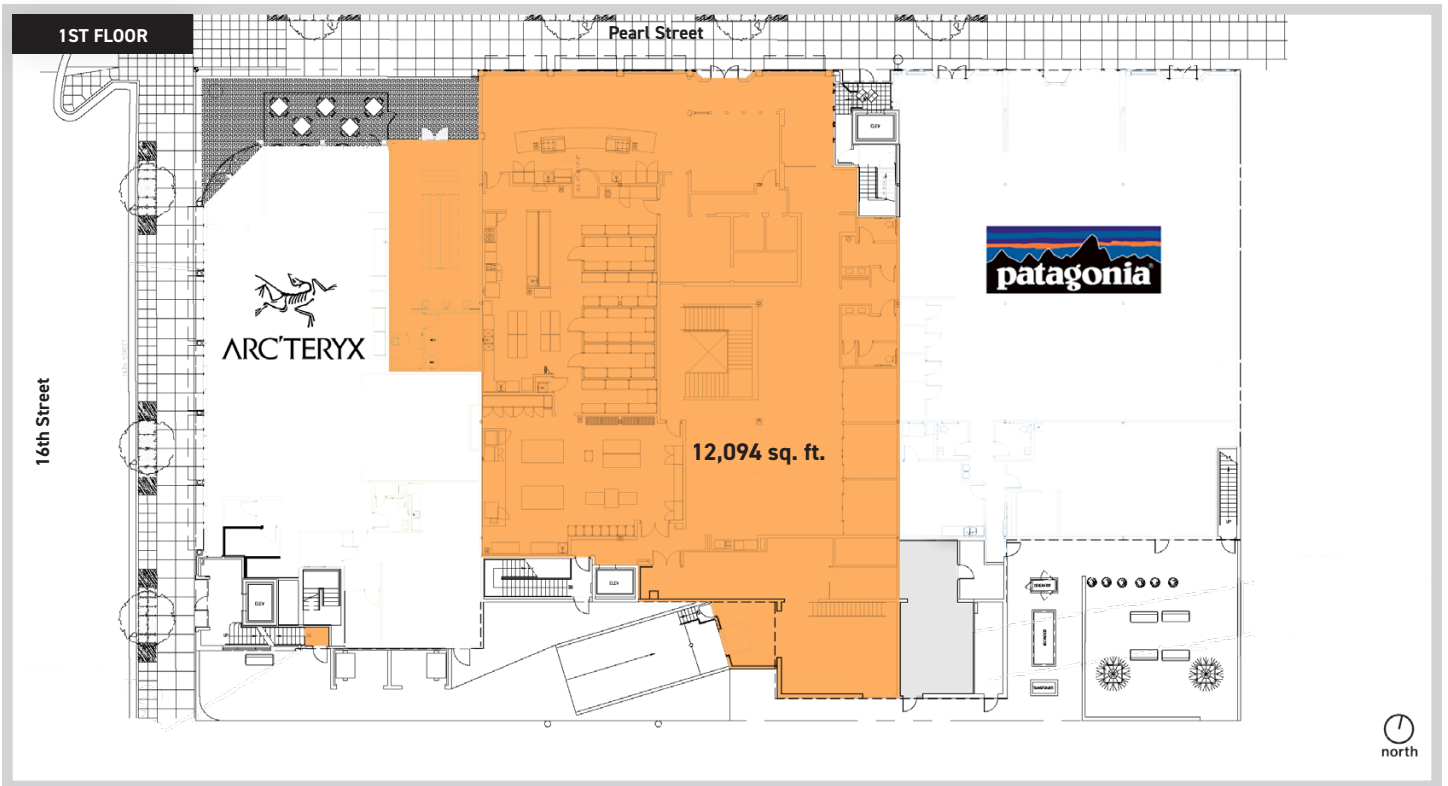 1ST FLOOR
Pearl Street
ELEV
patagonia®
ARC'TERYX
16th Street
12,094 sq. ft.
UP
ELEV
ELEV
north